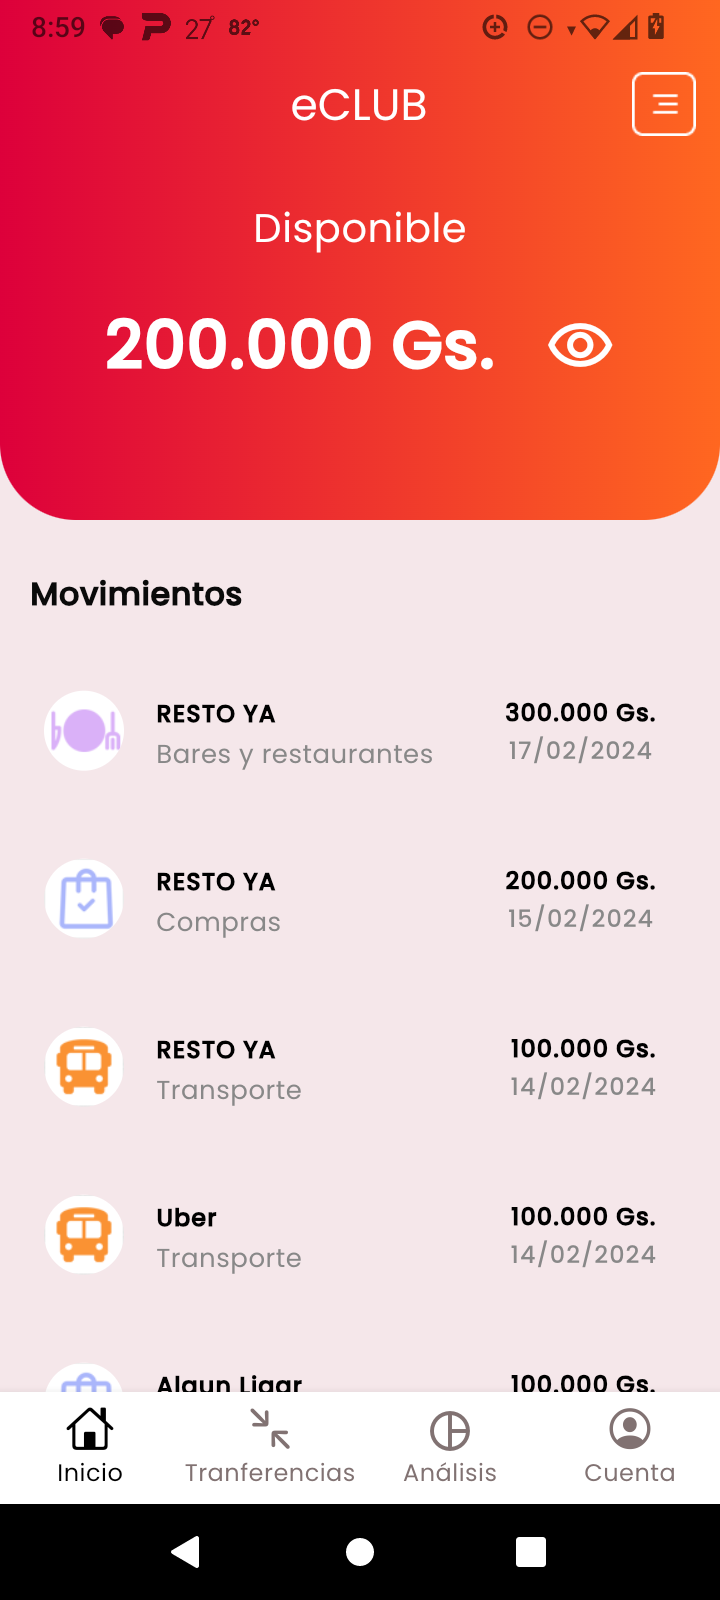 8:59 27° 82°
eCLUB
Disponible
200.000 Gs.
Movimientos
RESTO YA 300.000 Gs.
Bares y restaurantes 17/02/2024
RESTO YA 200.000 Gs.
Compras 15/02/2024
RESTO YA 100.000 Gs.
Transporte 14/02/2024
Uber 100.000 Gs.
Transporte 14/02/2024
Algun Ligar 100.000 Gs.
Inicio Tranferencias Análisis Cuenta